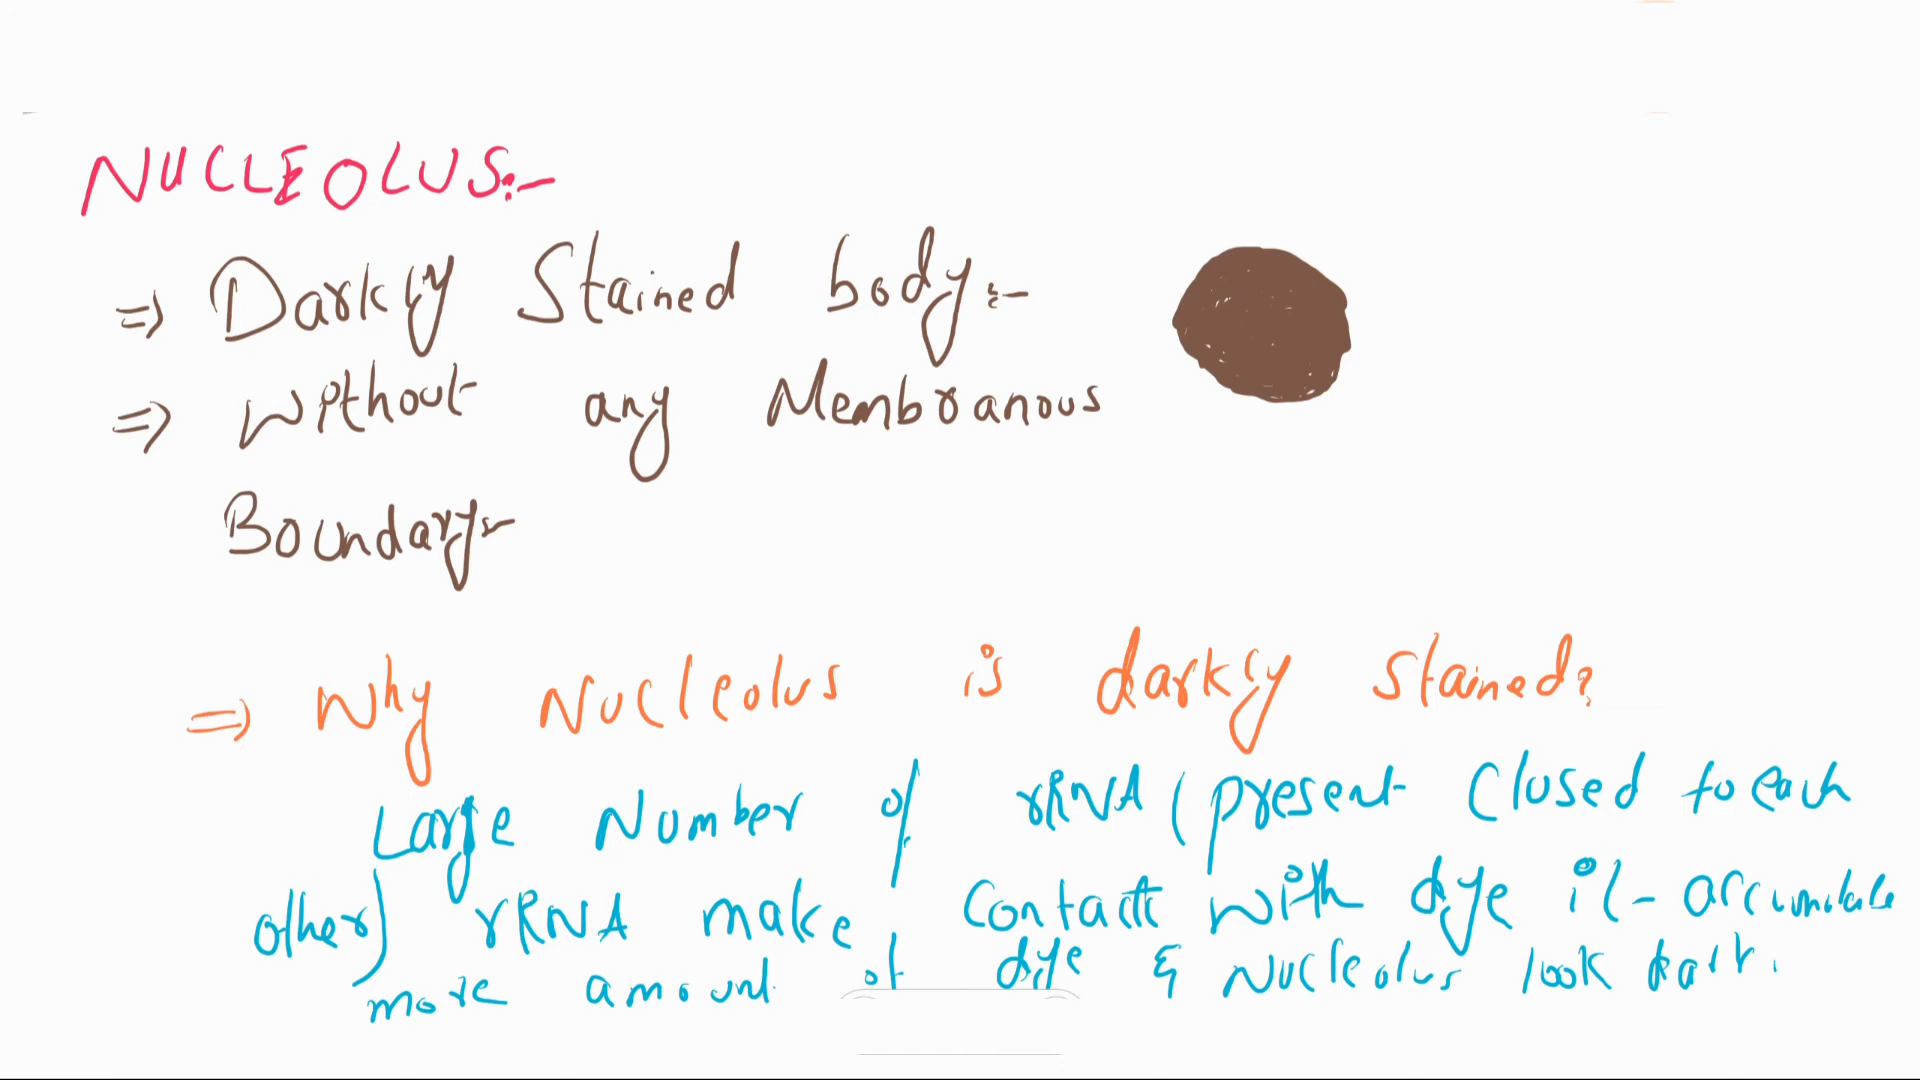 NUCLEOLUS:-
⇒ Darkly Stained body:-
⇒ Without any Membranous
Boundary:-
⇒ Why Nucleolus is darkly stained?
Large Number of rRNA (present Closed to each
other) rRNA make Contact with dye it accumulate
more amount of dye & Nucleolus look dark.